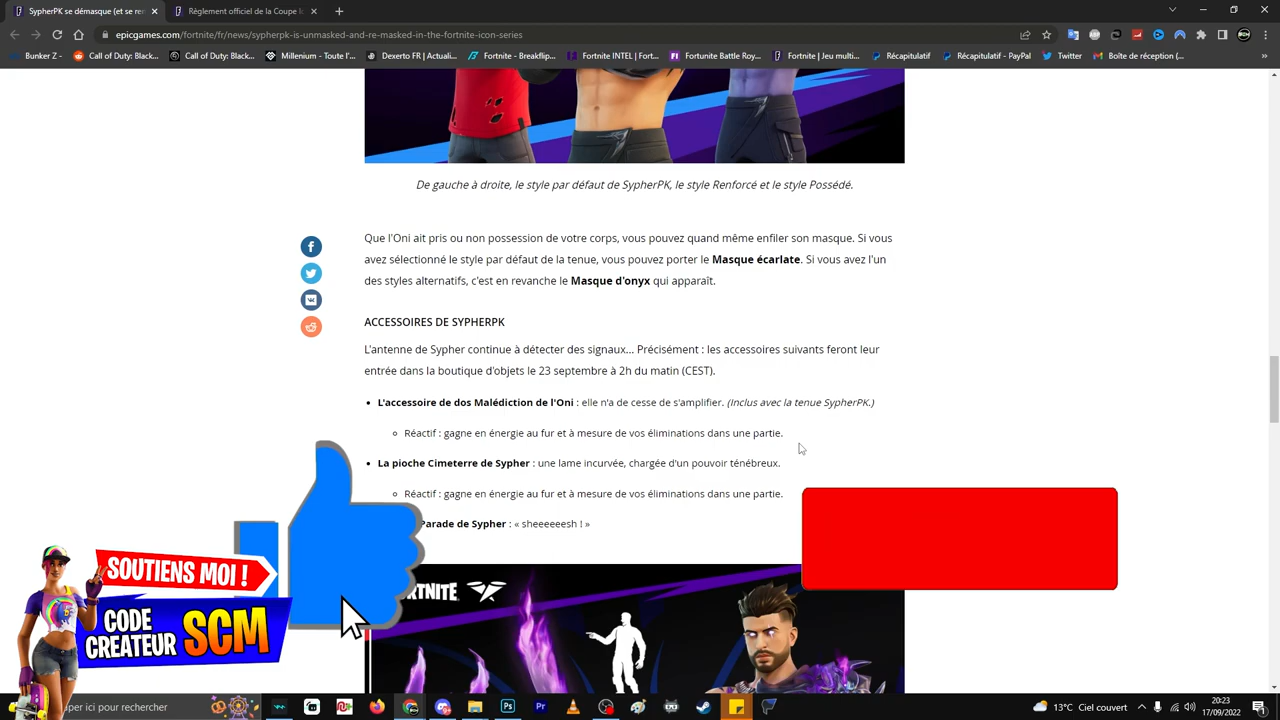 SypherPK se démasque (et se re
Règlement officiel de la Coupe I
epicgames.com/fortnite/fr/news/sypherpk-is-unmasked-and-re-masked-in-the-fortnite-icon-series
Bunker Z -
Call of Duty: Black...
Call of Duty: Black...
Millenium - Toute l'...
Dexerto FR | Actuali...
Fortnite - Breakflip...
Fortnite INTEL | Fort...
Fortunite Battle Roy...
Fortnite | Jeu multi...
Récapitulatif
Récapitulatif - PayPal
Twitter
Boîte de réception (...
De gauche à droite, le style par défaut de SypherPK, le style Renforcé et le style Possédé.
Que l'Oni ait pris ou non possession de votre corps, vous pouvez quand même enfiler son masque. Si vous
avez sélectionné le style par défaut de la tenue, vous pouvez porter le Masque écarlate. Si vous avez l'un
des styles alternatifs, c'est en revanche le Masque d'onyx qui apparaît.
ACCESSOIRES DE SYPHERPK
L'antenne de Sypher continue à détecter des signaux... Précisément : les accessoires suivants feront leur
entrée dans la boutique d'objets le 23 septembre à 2h du matin (CEST).
• L'accessoire de dos Malédiction de l'Oni : elle n'a de cesse de s'amplifier. (Inclus avec la tenue SypherPK.)
Réactif : gagne en énergie au fur et à mesure de vos éliminations dans une partie.
• La pioche Cimeterre de Sypher : une lame incurvée, chargée d'un pouvoir ténébreux.
Réactif : gagne en énergie au fur et à mesure de vos éliminations dans une partie.
Parade de Sypher : « sheeeeeesh ! »
RTNITE
SOUTIENS MOI !
CODE
CREATEUR SCM
per ici pour rechercher
13°C Ciel couvert
20:23
17/09/2022